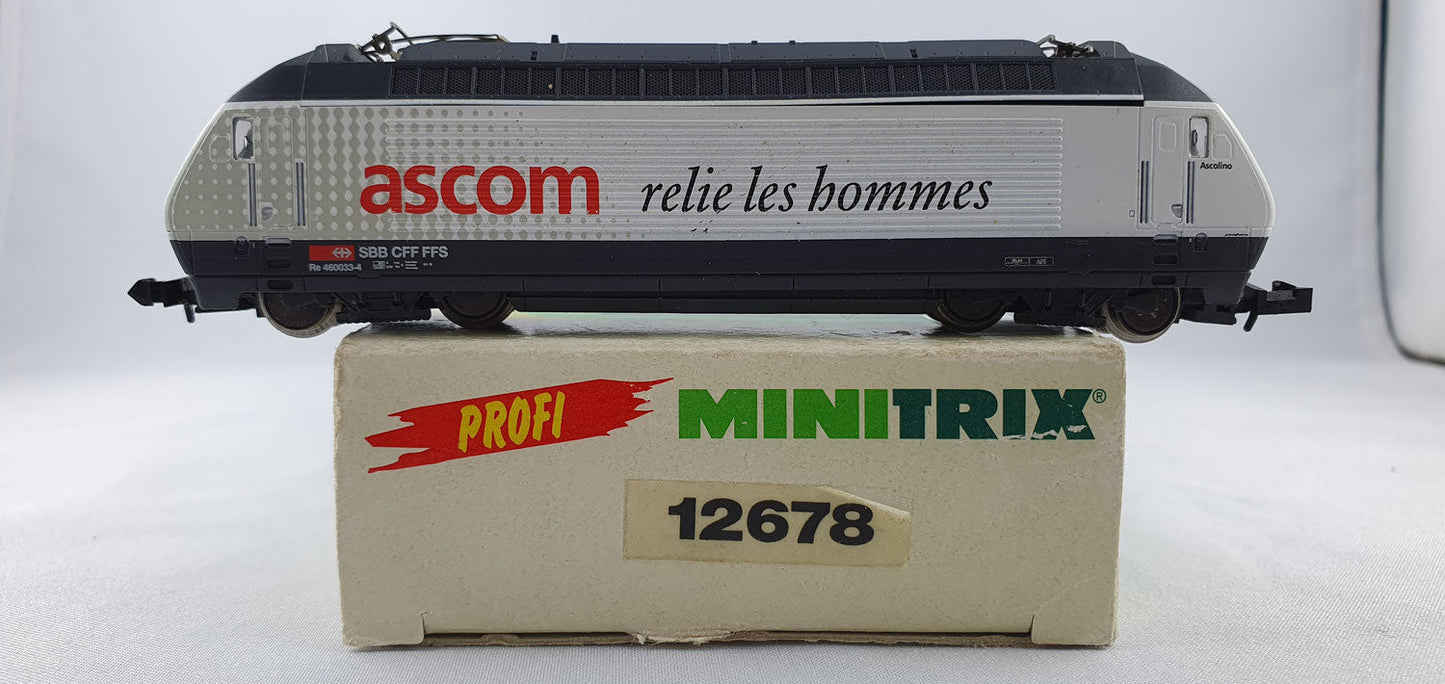 ascom relie les hommes
Ascolino
SBB CFF FFS
Re 460033-4
PROFI MINITRIX®
12678